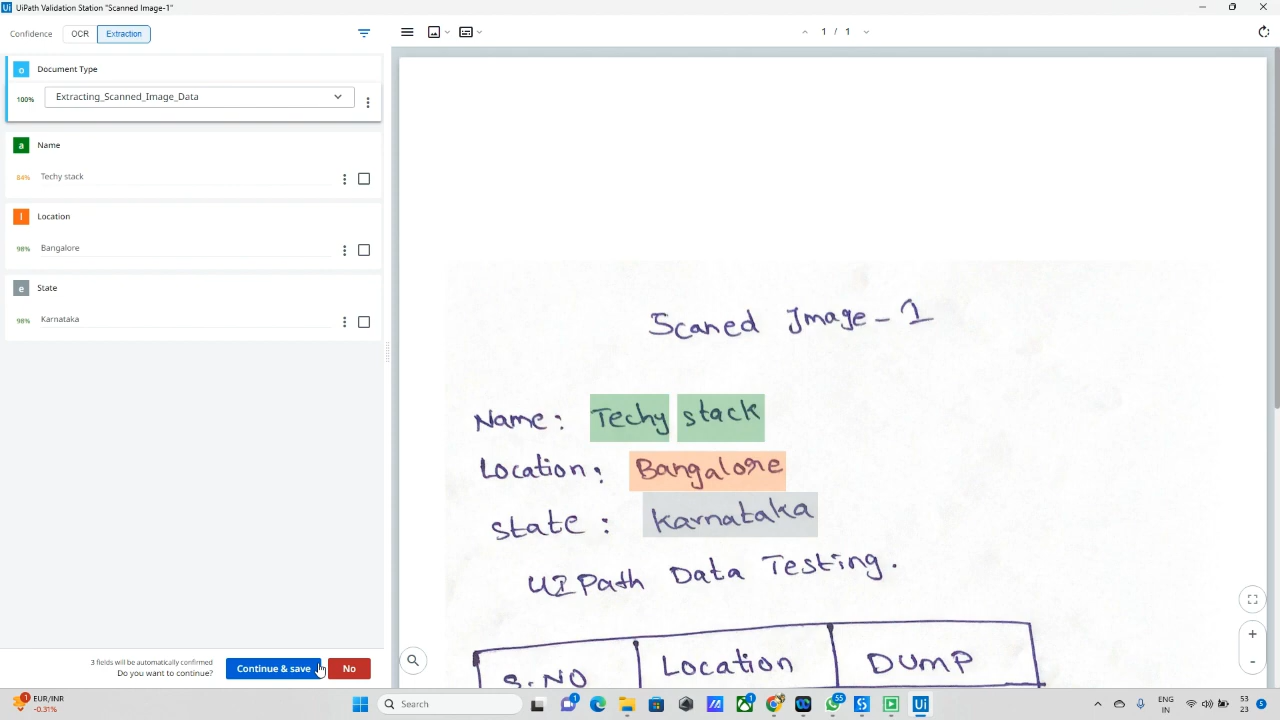 UiPath Validation Station "Scanned Image-1"
Confidence OCR Extraction
1 / 1
o Document Type
100% Extracting_Scanned_Image_Data
a Name
84% Techy stack
l Location
98% Bangalore
e State
98% Karnataka
Scaned Image - 1
Name: Techy stack
Location: Bangalore
state: Karnataka
UIPath Data Testing.
S.NO Location DUMP
3 fields will be automatically confirmed
Do you want to continue?
Continue & save No
EUR/INR
-0.31%
Search
ENG
IN